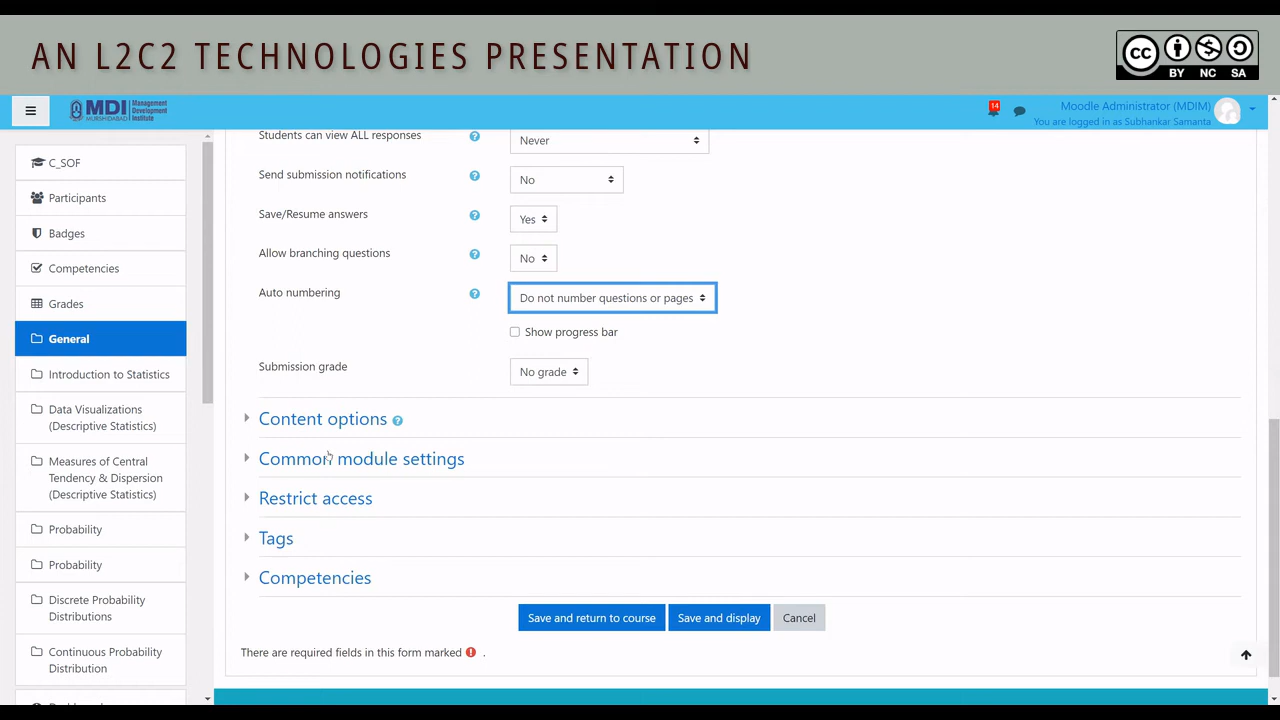 AN L2C2 TECHNOLOGIES PRESENTATION
CC
BY NC SA
MDI Management Development Institute
MURSHIDABAD
14
Moodle Administrator (MDIM)
You are logged in as Subhankar Samanta
C_SOF
Participants
Badges
Competencies
Grades
General
Introduction to Statistics
Data Visualizations
(Descriptive Statistics)
Measures of Central
Tendency & Dispersion
(Descriptive Statistics)
Probability
Probability
Discrete Probability
Distributions
Continuous Probability
Distribution
Students can view ALL responses ? Never
Send submission notifications ? No
Save/Resume answers ? Yes
Allow branching questions ? No
Auto numbering ? Do not number questions or pages
Show progress bar
Submission grade No grade
Content options ?
Common module settings
Restrict access
Tags
Competencies
Save and return to course Save and display Cancel
There are required fields in this form marked ! .